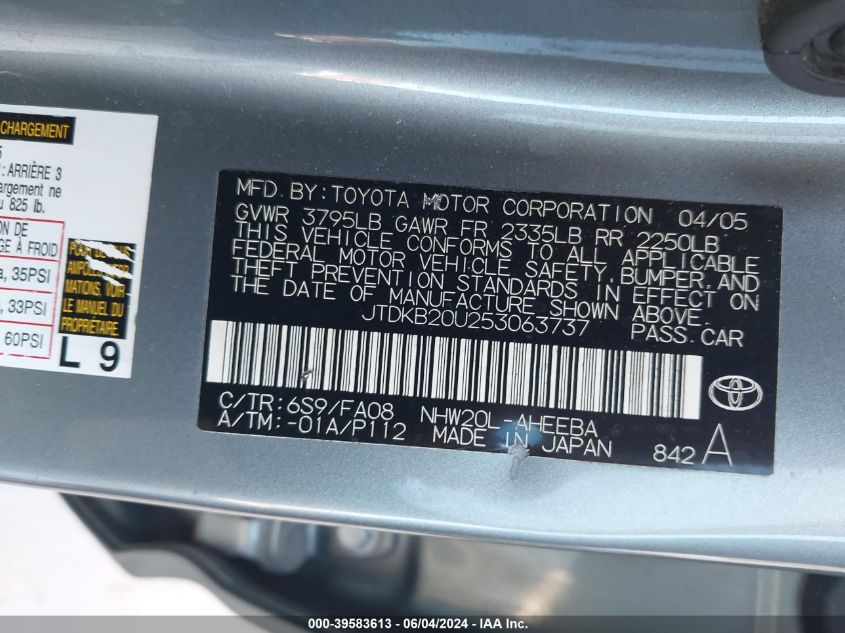 CHARGEMENT
5
: ARRIÈRE 3
argement ne
u 825 lb.
ON DE
GE À FROID
a, 35PSI
, 33PSI
, 60PSI
MATIONS, VOIR
LE MANUEL DU
PROPRIÉTAIRE.
L 9
MFD. BY: TOYOTA MOTOR CORPORATION 04/05
GVWR 3795LB GAWR FR 2335LB RR 2250LB
THIS VEHICLE CONFORMS TO ALL APPLICABLE
FEDERAL MOTOR VEHICLE SAFETY, BUMPER, AND
THEFT PREVENTION STANDARDS IN EFFECT ON
THE DATE OF MANUFACTURE SHOWN ABOVE.
JTDKB20U253063737 PASS. CAR
C/TR: 6S9/FA08 NHW20L-AHEEBA
A/TM: -01A/P112 MADE IN JAPAN 842 A
000-39583613 - 06/04/2024 - IAA, Inc.